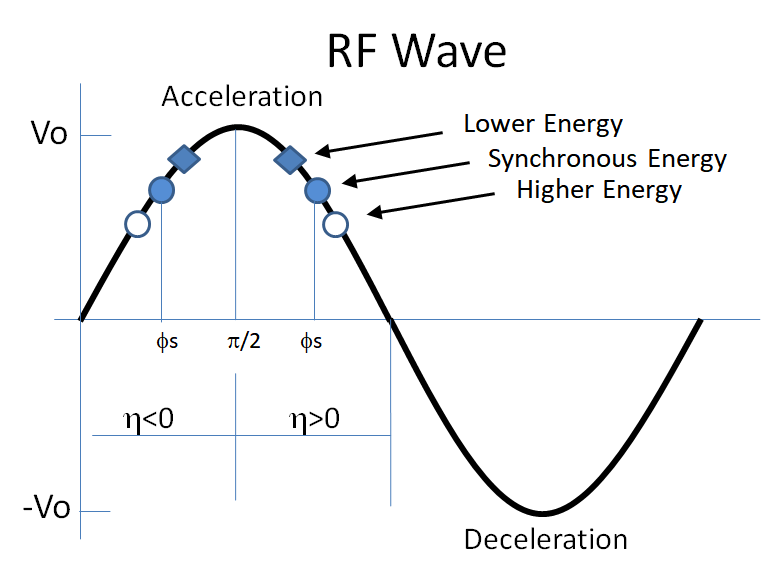 RF Wave
Acceleration
Vo
Lower Energy
Synchronous Energy
Higher Energy
ϕs
π/2
ϕs
η<0
η>0
-Vo
Deceleration